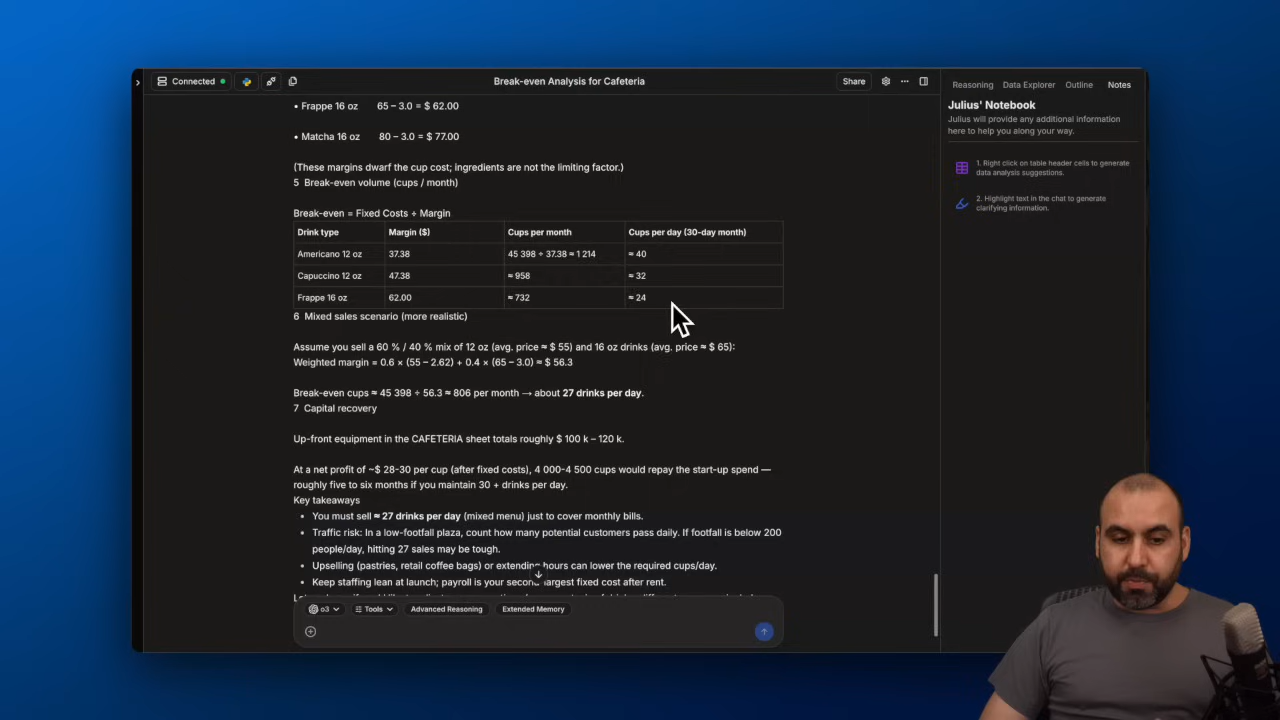 Connected
Break-even Analysis for Cafeteria
Share
Reasoning Data Explorer Outline Notes
• Frappe 16 oz 65 – 3.0 = $ 62.00
• Matcha 16 oz 80 – 3.0 = $ 77.00
(These margins dwarf the cup cost; ingredients are not the limiting factor.)
5 Break-even volume (cups / month)
Break-even = Fixed Costs ÷ Margin
Drink type Margin ($) Cups per month Cups per day (30-day month)
Americano 12 oz 37.38 45 398 ÷ 37.38 ≈ 1 214 ≈ 40
Capuccino 12 oz 47.38 ≈ 958 ≈ 32
Frappe 16 oz 62.00 ≈ 732 ≈ 24
6 Mixed sales scenario (more realistic)
Assume you sell a 60 % / 40 % mix of 12 oz (avg. price ≈ $ 55) and 16 oz drinks (avg. price ≈ $ 65):
Weighted margin = 0.6 × (55 – 2.62) + 0.4 × (65 – 3.0) ≈ $ 56.3
Break-even cups ≈ 45 398 ÷ 56.3 ≈ 806 per month → about 27 drinks per day.
7 Capital recovery
Up-front equipment in the CAFETERIA sheet totals roughly $ 100 k – 120 k.
At a net profit of ~$ 28-30 per cup (after fixed costs), 4 000-4 500 cups would repay the start-up spend —
roughly five to six months if you maintain 30 + drinks per day.
Key takeaways
• You must sell ≈ 27 drinks per day (mixed menu) just to cover monthly bills.
• Traffic risk: In a low-footfall plaza, count how many potential customers pass daily. If footfall is below 200
people/day, hitting 27 sales may be tough.
• Upselling (pastries, retail coffee bags) or extending hours can lower the required cups/day.
• Keep staffing lean at launch; payroll is your second largest fixed cost after rent.
o3 Tools Advanced Reasoning Extended Memory
Julius' Notebook
Julius will provide any additional information
here to help you along your way.
1. Right click on table header cells to generate
data analysis suggestions.
2. Highlight text in the chat to generate
clarifying information.